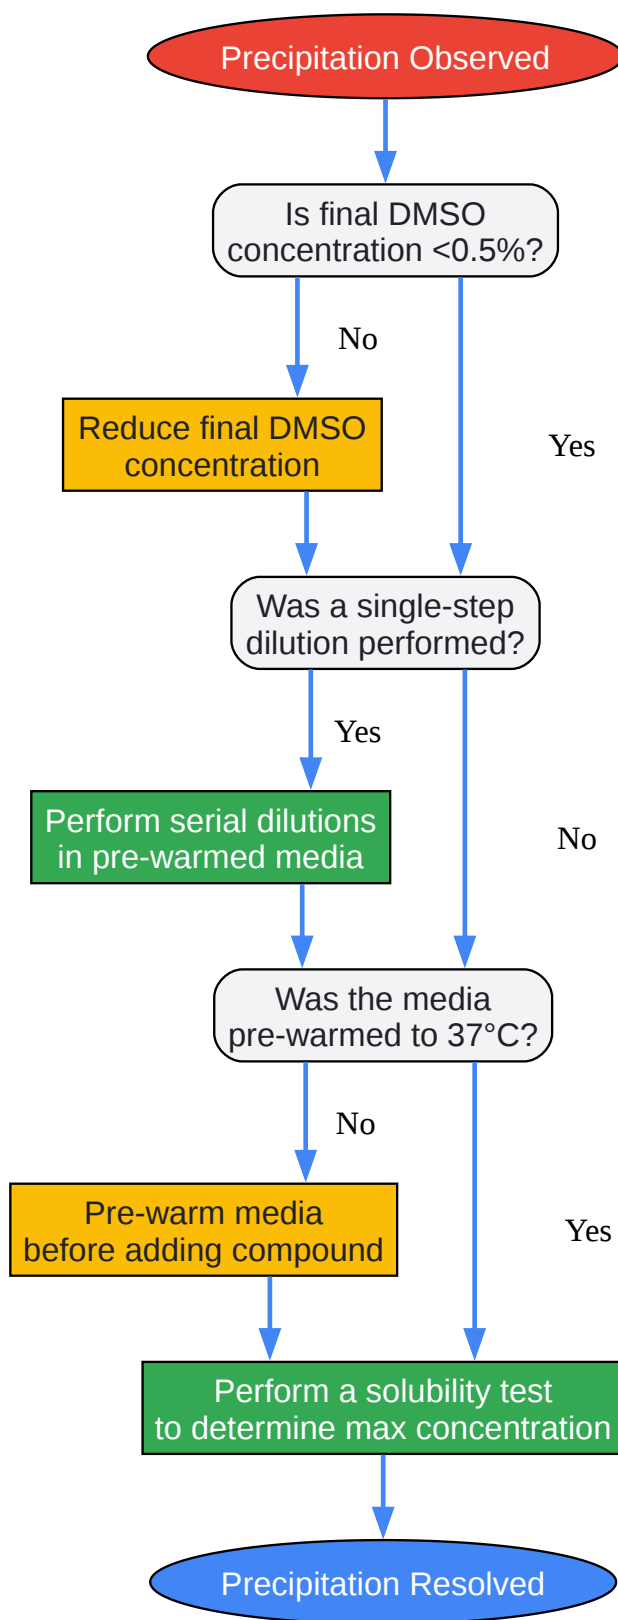 Precipitation Observed
Is final DMSO
concentration <0.5%?
No
Reduce final DMSO
concentration
Yes
Was a single-step
dilution performed?
Yes
Perform serial dilutions
in pre-warmed media
No
Was the media
pre-warmed to 37°C?
No
Pre-warm media
before adding compound
Yes
Perform a solubility test
to determine max concentration
Precipitation Resolved